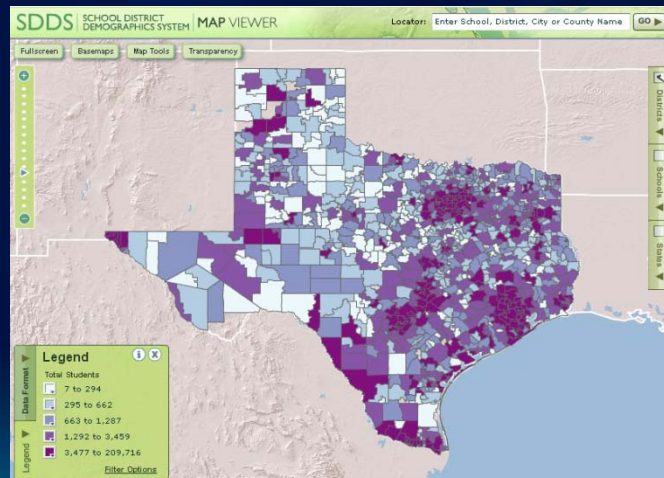 SDDS SCHOOL DISTRICT DEMOGRAPHICS SYSTEM MAP VIEWER
Locator: Enter School, District, City or County Name GO
Fullscreen Basemaps Map Tools Transparency
Districts
Schools
States
Data Format
Legend
Legend i X
Total Students
7 to 294
295 to 662
663 to 1,287
1,292 to 3,459
3,477 to 209,716
Filter Options